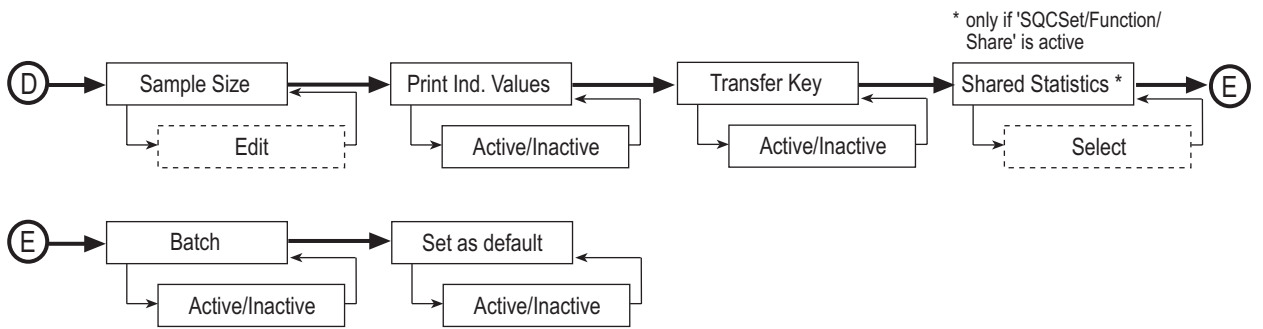 * only if 'SQCSet/Function/
Share' is active
D
Sample Size
Print Ind. Values
Transfer Key
Shared Statistics *
E
Edit
Active/Inactive
Active/Inactive
Select
E
Batch
Set as default
Active/Inactive
Active/Inactive